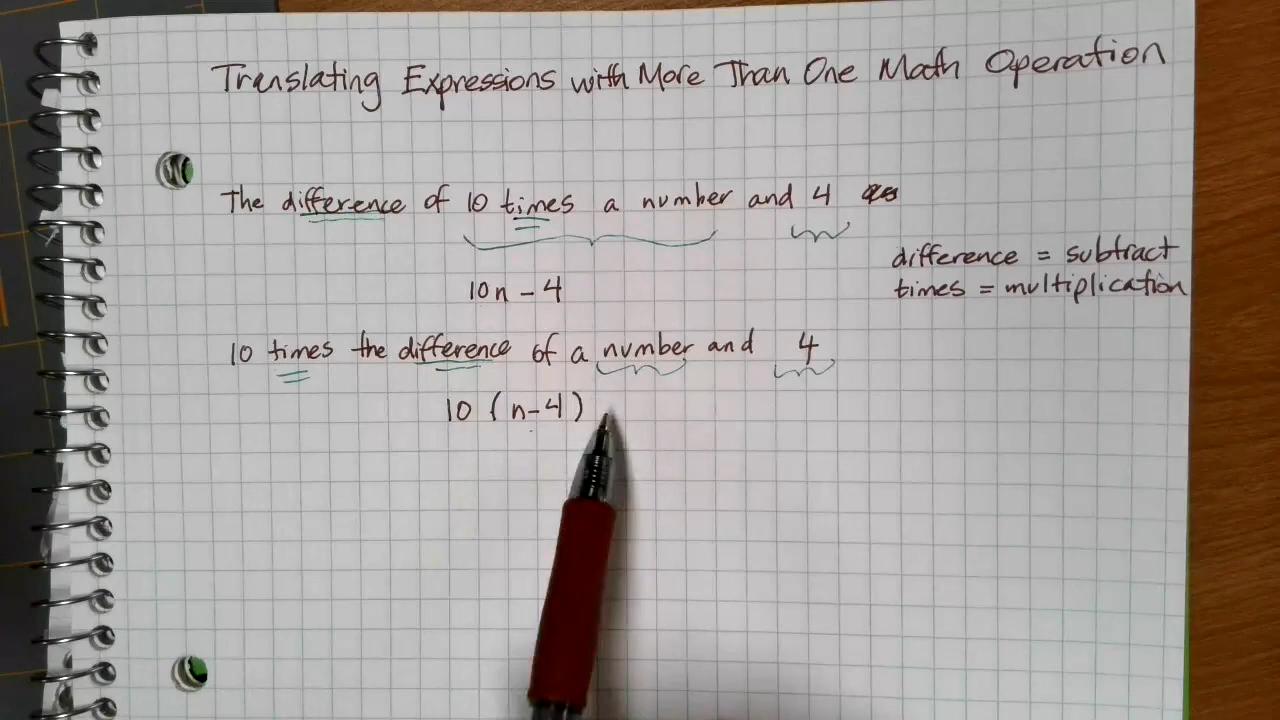 Translating Expressions with More Than One Math Operation
The difference of 10 times a number and 4
difference = subtract
times = multiplication
10n - 4
10 times the difference of a number and 4
10 (n-4)